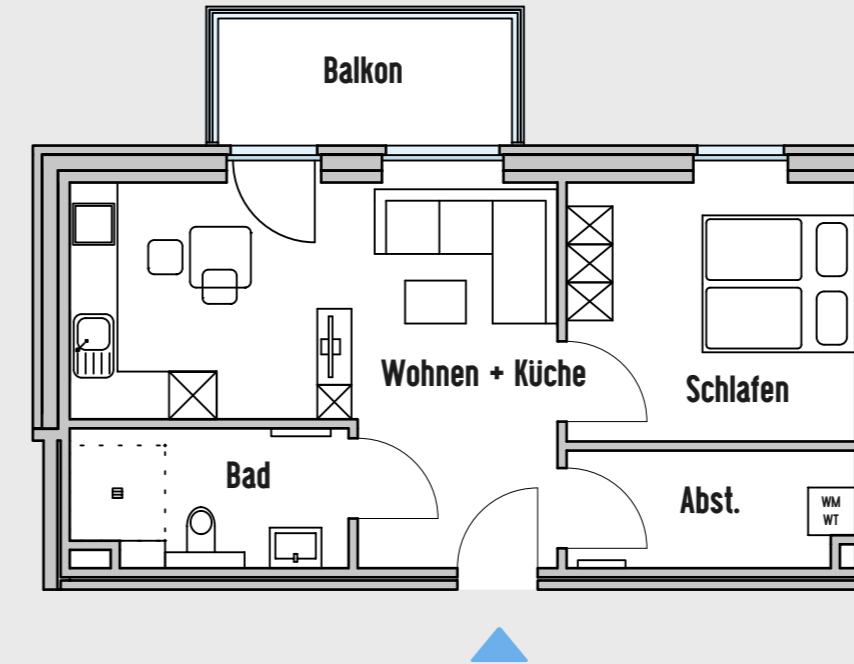 Balkon
Wohnen + Küche
Schlafen
Bad
Abst.
WM
WT